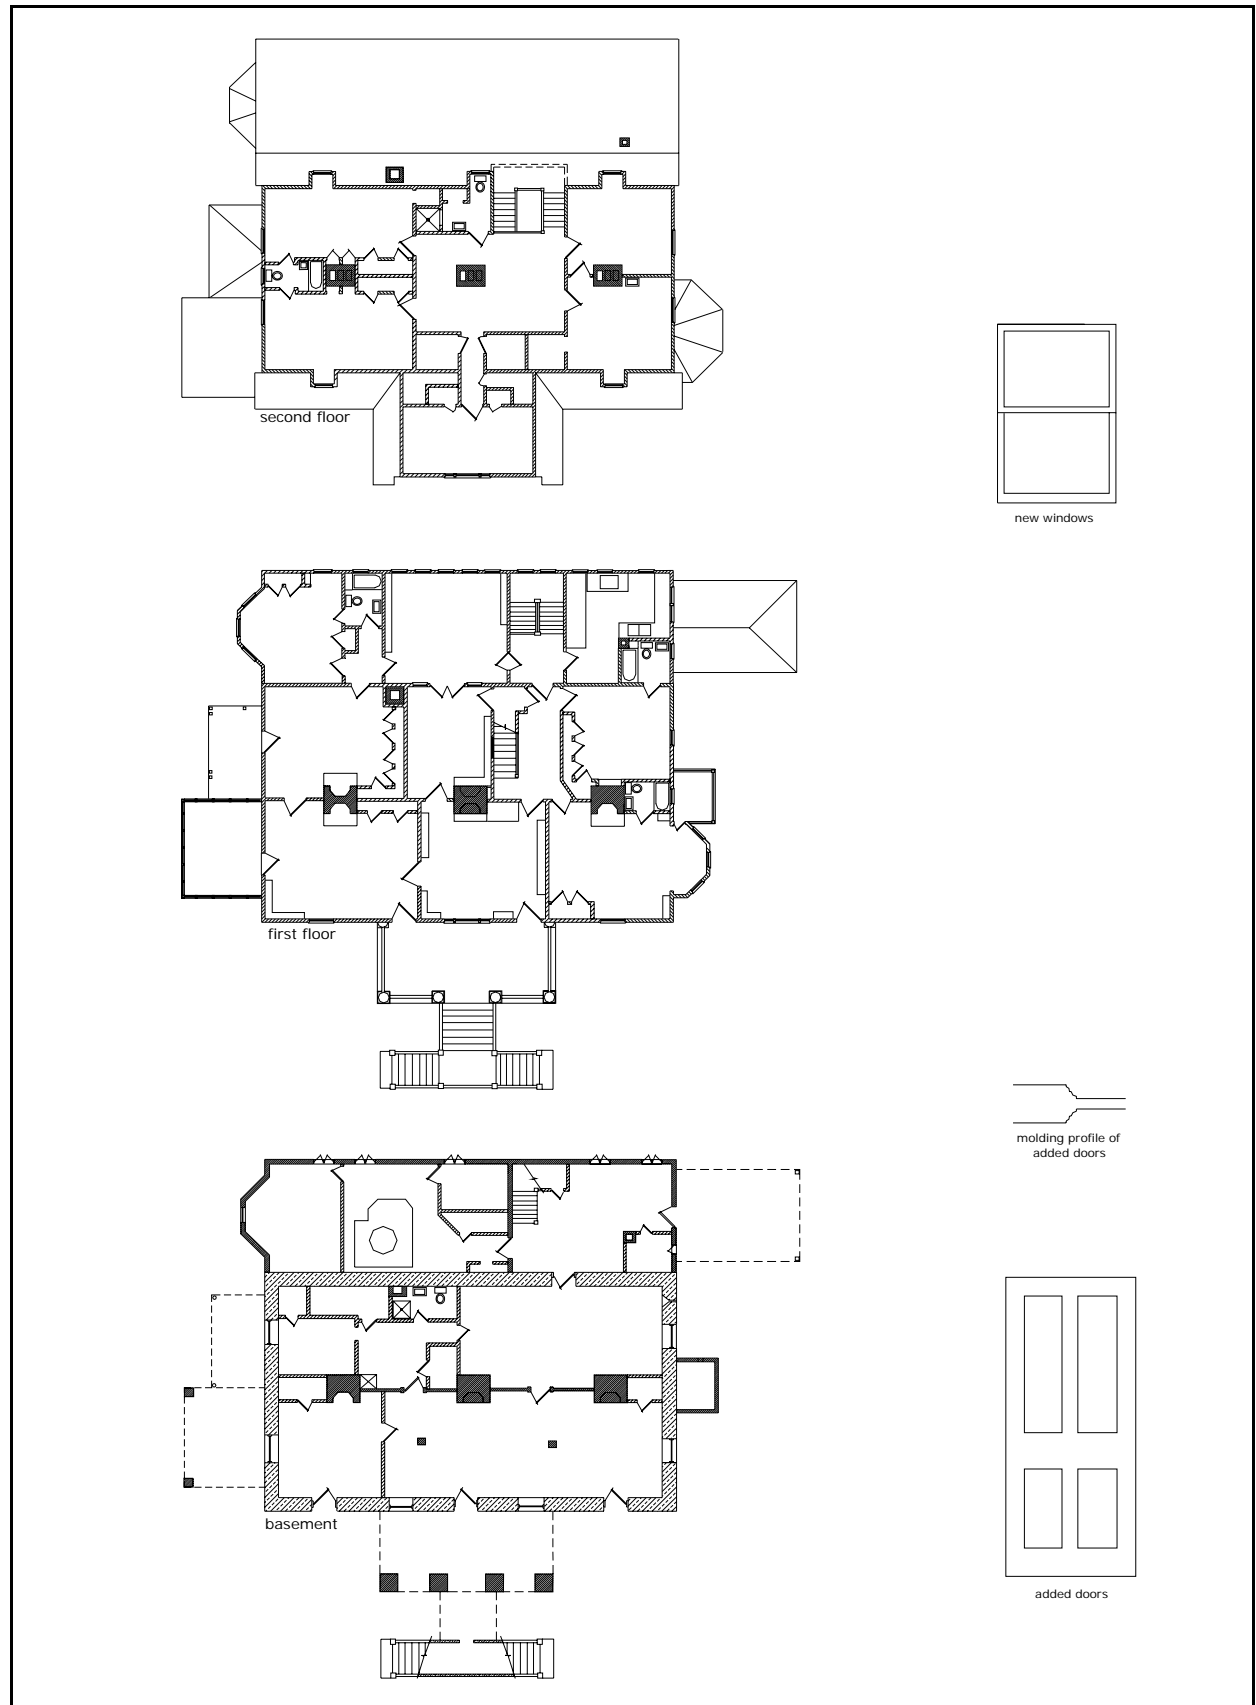 second floor
new windows
first floor
molding profile of
added doors
basement
added doors